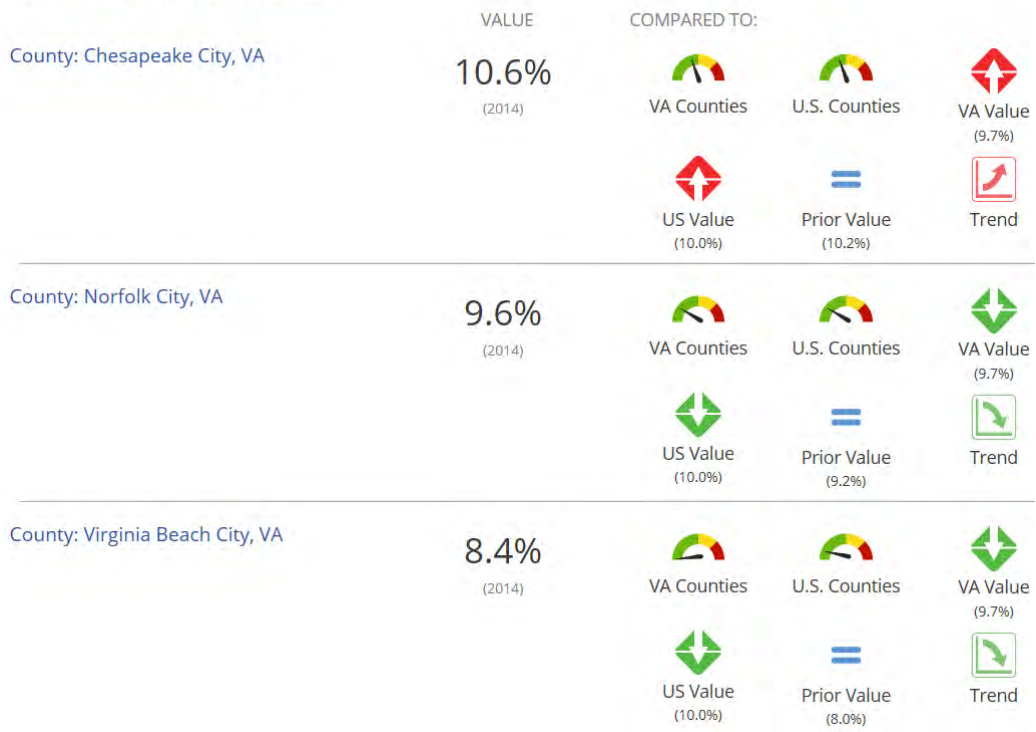 VALUE COMPARED TO:
County: Chesapeake City, VA
10.6%
(2014)
VA Counties U.S. Counties VA Value
(9.7%)
US Value Prior Value Trend
(10.0%) (10.2%)
County: Norfolk City, VA
9.6%
(2014)
VA Counties U.S. Counties VA Value
(9.7%)
US Value Prior Value Trend
(10.0%) (9.2%)
County: Virginia Beach City, VA
8.4%
(2014)
VA Counties U.S. Counties VA Value
(9.7%)
US Value Prior Value Trend
(10.0%) (8.0%)